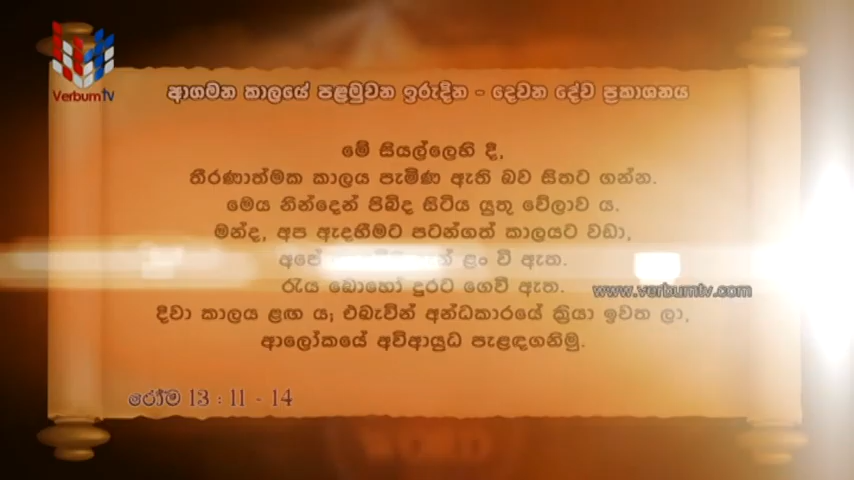 VerbumTV
ආගමන කාලයේ පළමුවන ඉරුදින - දෙවන දේව ප්‍රකාශනය
මේ සියල්ලෙහි දී,
තීරණාත්මක කාලය පැමිණ ඇති බව සිතට ගන්න.
මෙය නින්දෙන් පිබිද සිටිය යුතු වේලාව ය.
මන්ද, අප ඇදහීමට පටන්ගත් කාලයට වඩා,
අපේ ළං වී ඇත.
රැය බොහෝ දුරට ගෙවී ඇත.
www.verbumtv.com
දිවා කාලය ළඟ ය; එබැවින් අන්ධකාරයේ ක්‍රියා ඉවත ලා,
ආලෝකයේ අවිආයුධ පැළඳගනිමු.
රෝම 13 : 11 - 14